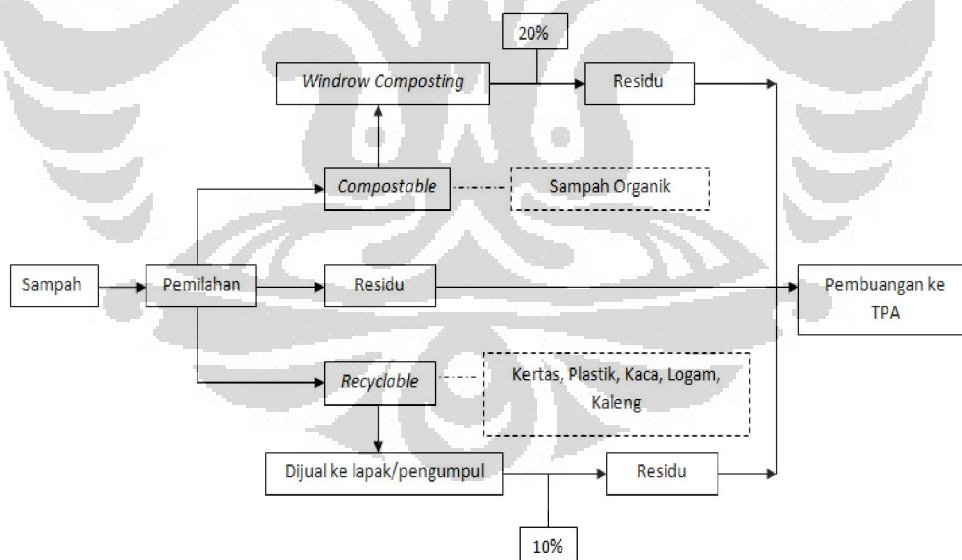 20%
Windrow Composting
Residu
Compostable
Sampah Organik
Sampah
Pemilahan
Residu
Pembuangan ke
TPA
Recyclable
Kertas, Plastik, Kaca, Logam,
Kaleng
Dijual ke lapak/pengumpul
Residu
10%